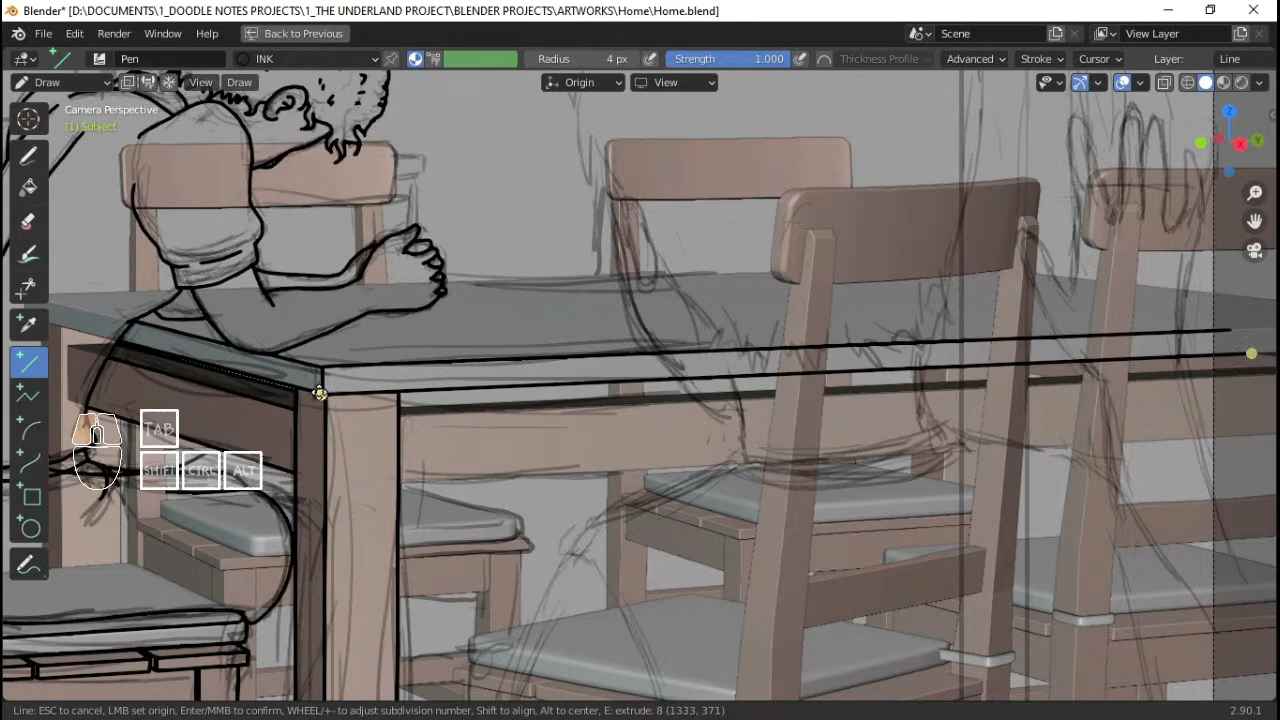 Blender* [D:\DOCUMENTS\1_DOODLE NOTES PROJECTS\1_THE UNDERLAND PROJECT\BLENDER PROJECTS\ARTWORKS\Home\Home.blend]
File Edit Render Window Help Back to Previous Scene View Layer
Pen INK Radius 4 px Strength 1.000 Thickness Profile Advanced Stroke Cursor Layer: Line
Draw View Draw Origin View
Camera Perspective
(1) Subject
Z
X
Y
TAB
SHIFT CTRL ALT
Line: ESC to cancel, LMB set origin, Enter/MMB to confirm, WHEEL/+- to adjust subdivision number, Shift to align, Alt to center, E: extrude: 8 (1333, 371) 2.90.1